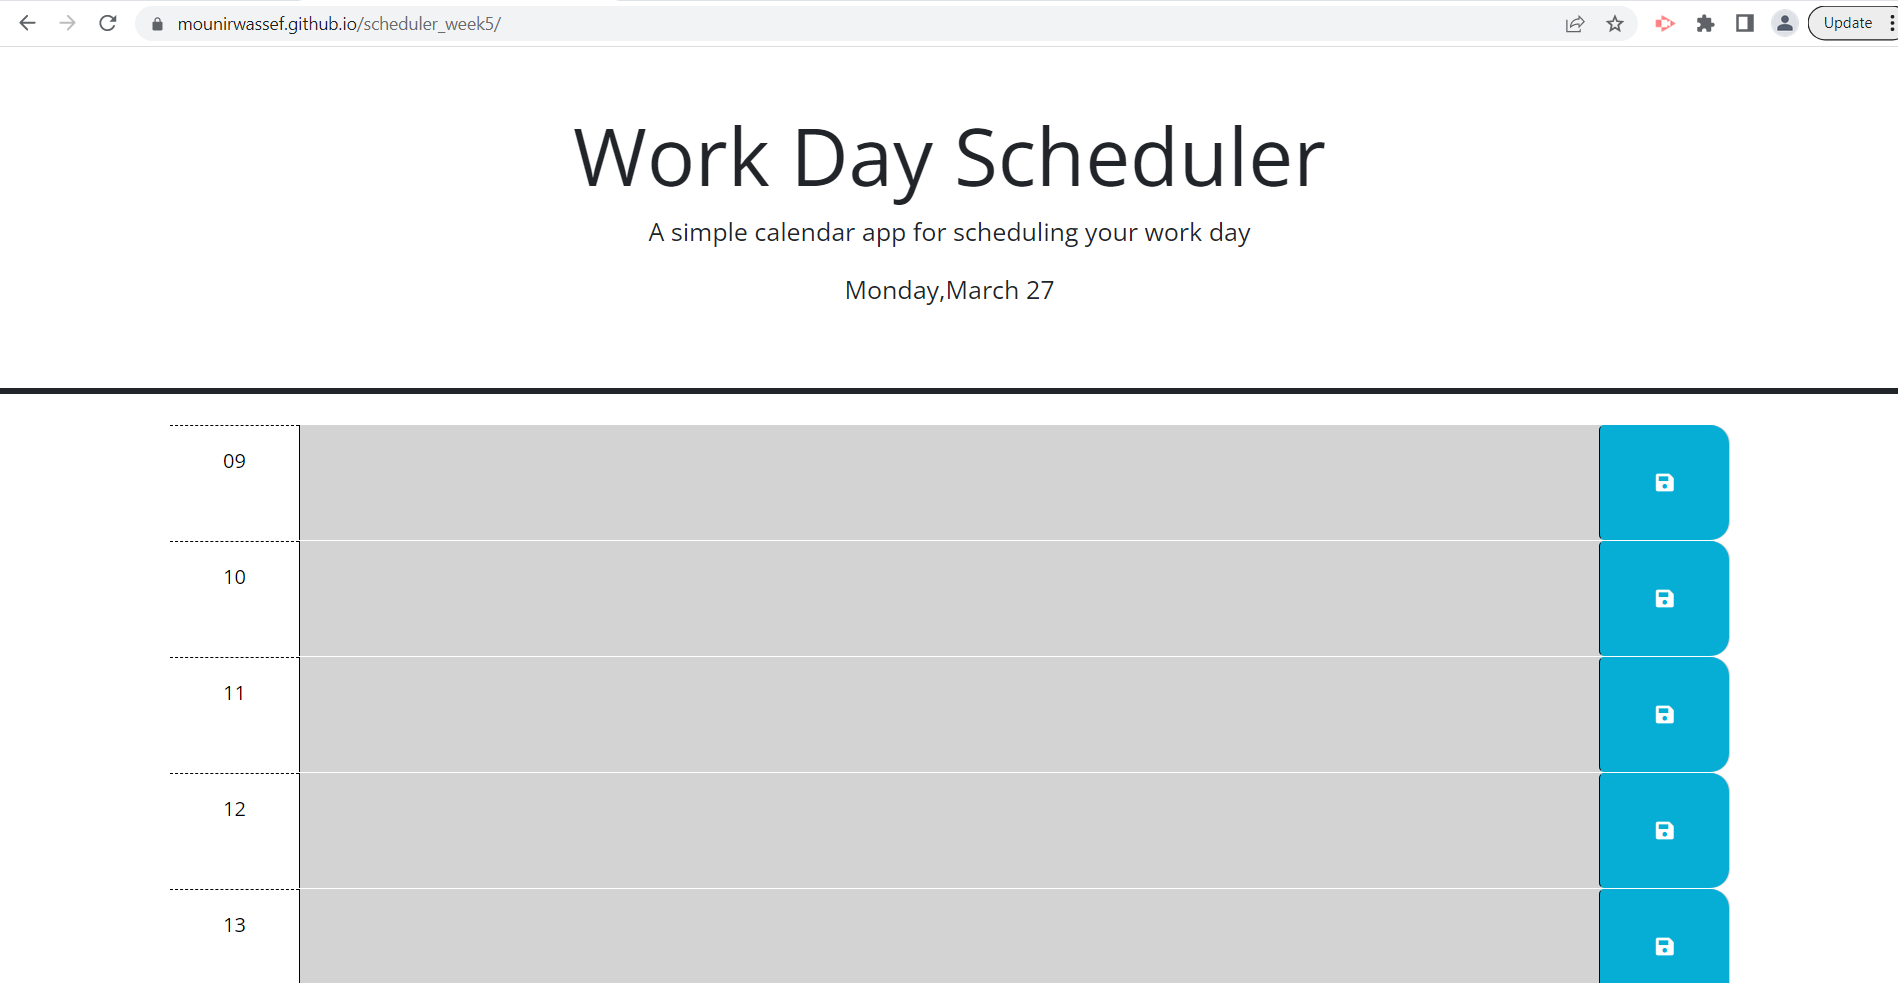 mounirwassef.github.io/scheduler_week5/
Update
Work Day Scheduler
A simple calendar app for scheduling your work day
Monday,March 27
09
10
11
12
13